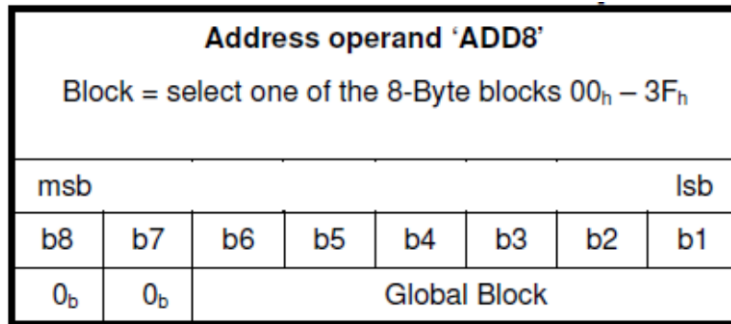 Address operand ‘ADD8’
Block = select one of the 8-Byte blocks 00h – 3Fh
msb lsb
b8 b7 b6 b5 b4 b3 b2 b1
0b 0b Global Block